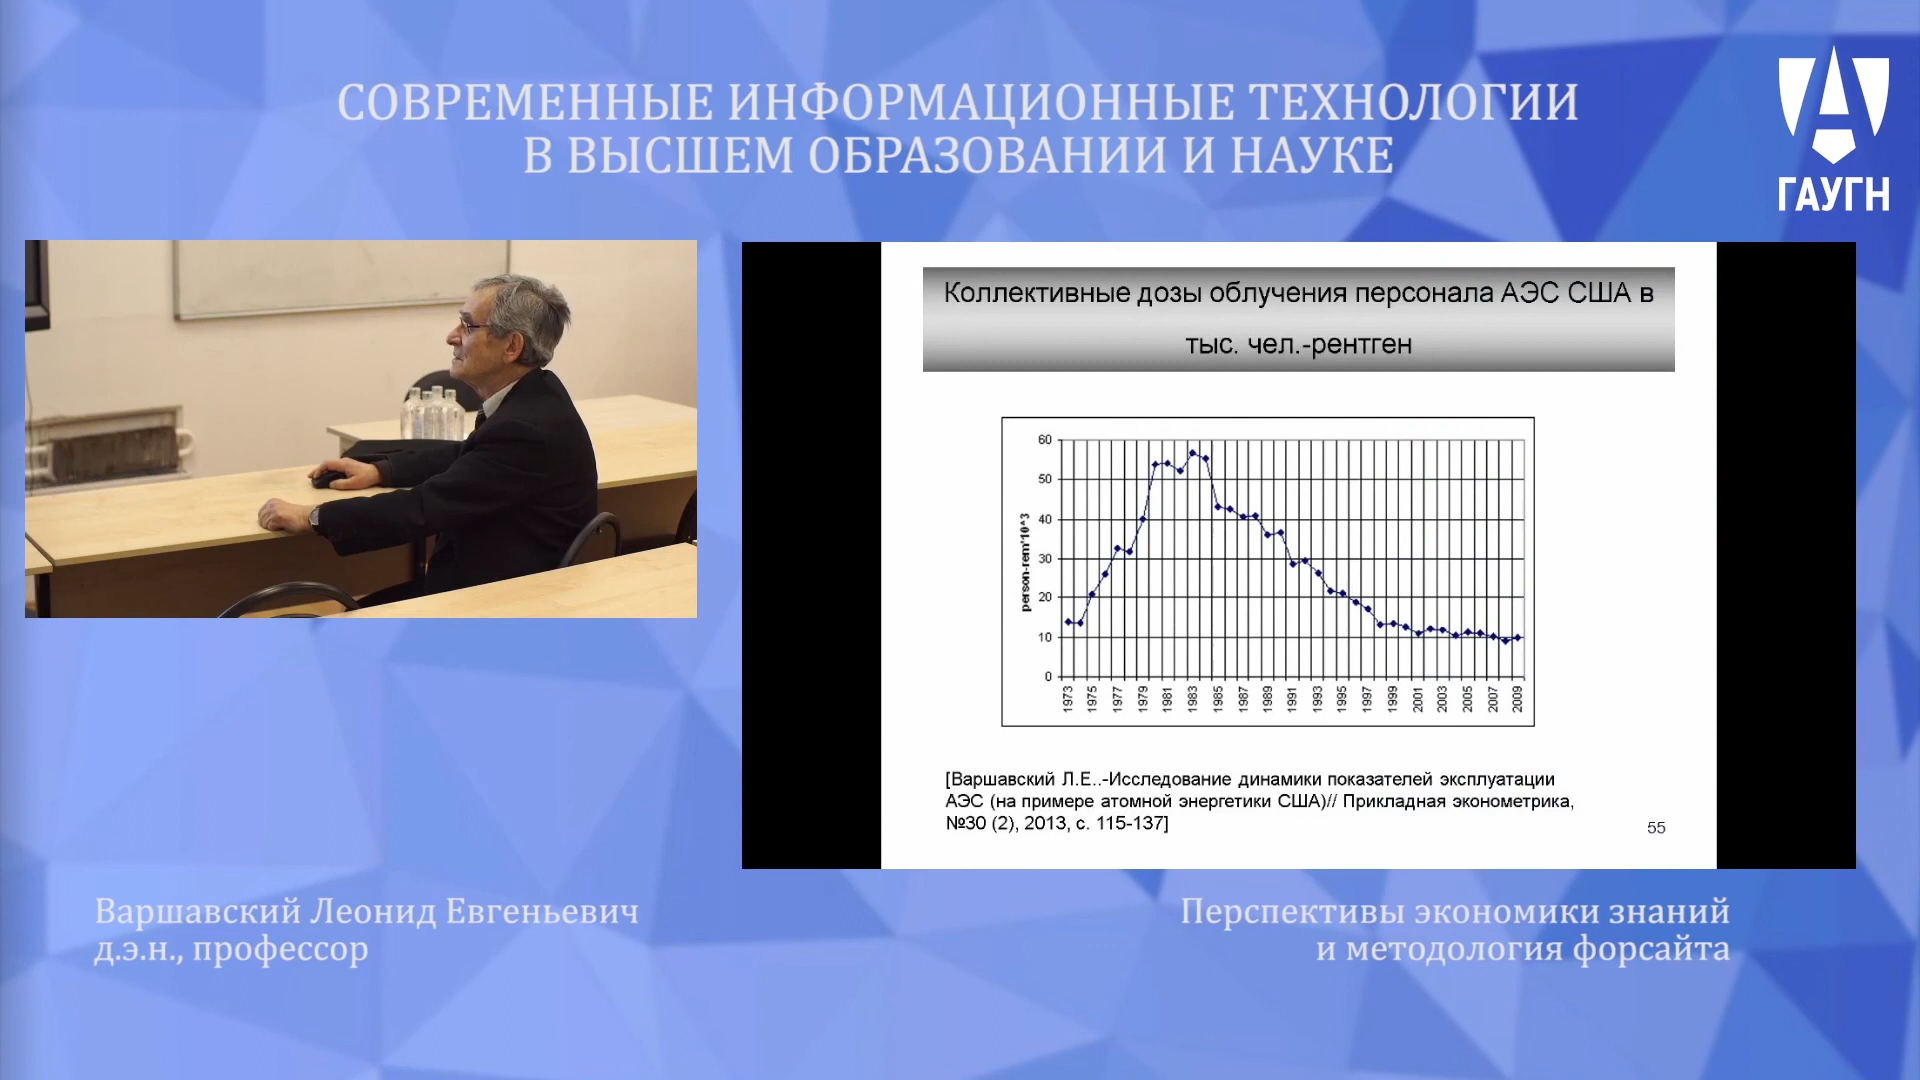 СОВРЕМЕННЫЕ ИНФОРМАЦИОННЫЕ ТЕХНОЛОГИИ
В ВЫСШЕМ ОБРАЗОВАНИИ И НАУКЕ
ГАУГН
Коллективные дозы облучения персонала АЭС США в
тыс. чел.-рентген
person-rem*10^3
60
50
40
30
20
10
0
1973
1975
1977
1979
1981
1983
1985
1987
1989
1991
1993
1995
1997
1999
2001
2003
2005
2007
2009
[Варшавский Л.Е..-Исследование динамики показателей эксплуатации
АЭС (на примере атомной энергетики США)// Прикладная эконометрика,
№30 (2), 2013, с. 115-137]
55
Варшавский Леонид Евгеньевич
д.э.н., профессор
Перспективы экономики знаний
и методология форсайта